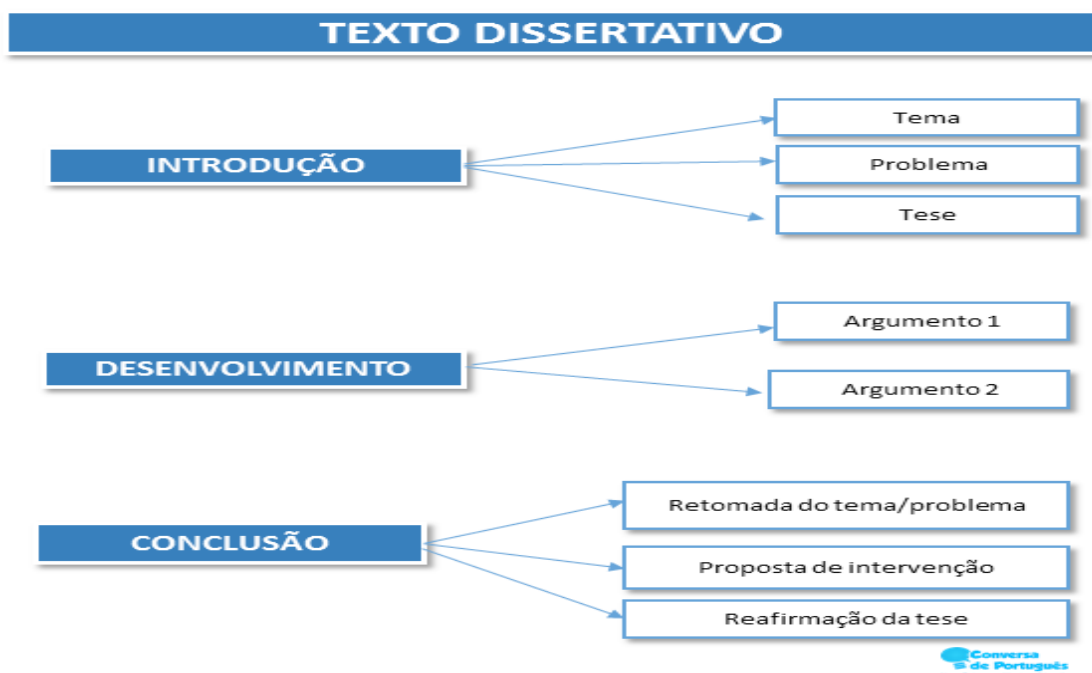 TEXTO DISSERTATIVO
INTRODUÇÃO
Tema
Problema
Tese
DESENVOLVIMENTO
Argumento 1
Argumento 2
CONCLUSÃO
Retomada do tema/problema
Proposta de intervenção
Reafirmação da tese
Conversa
de Português